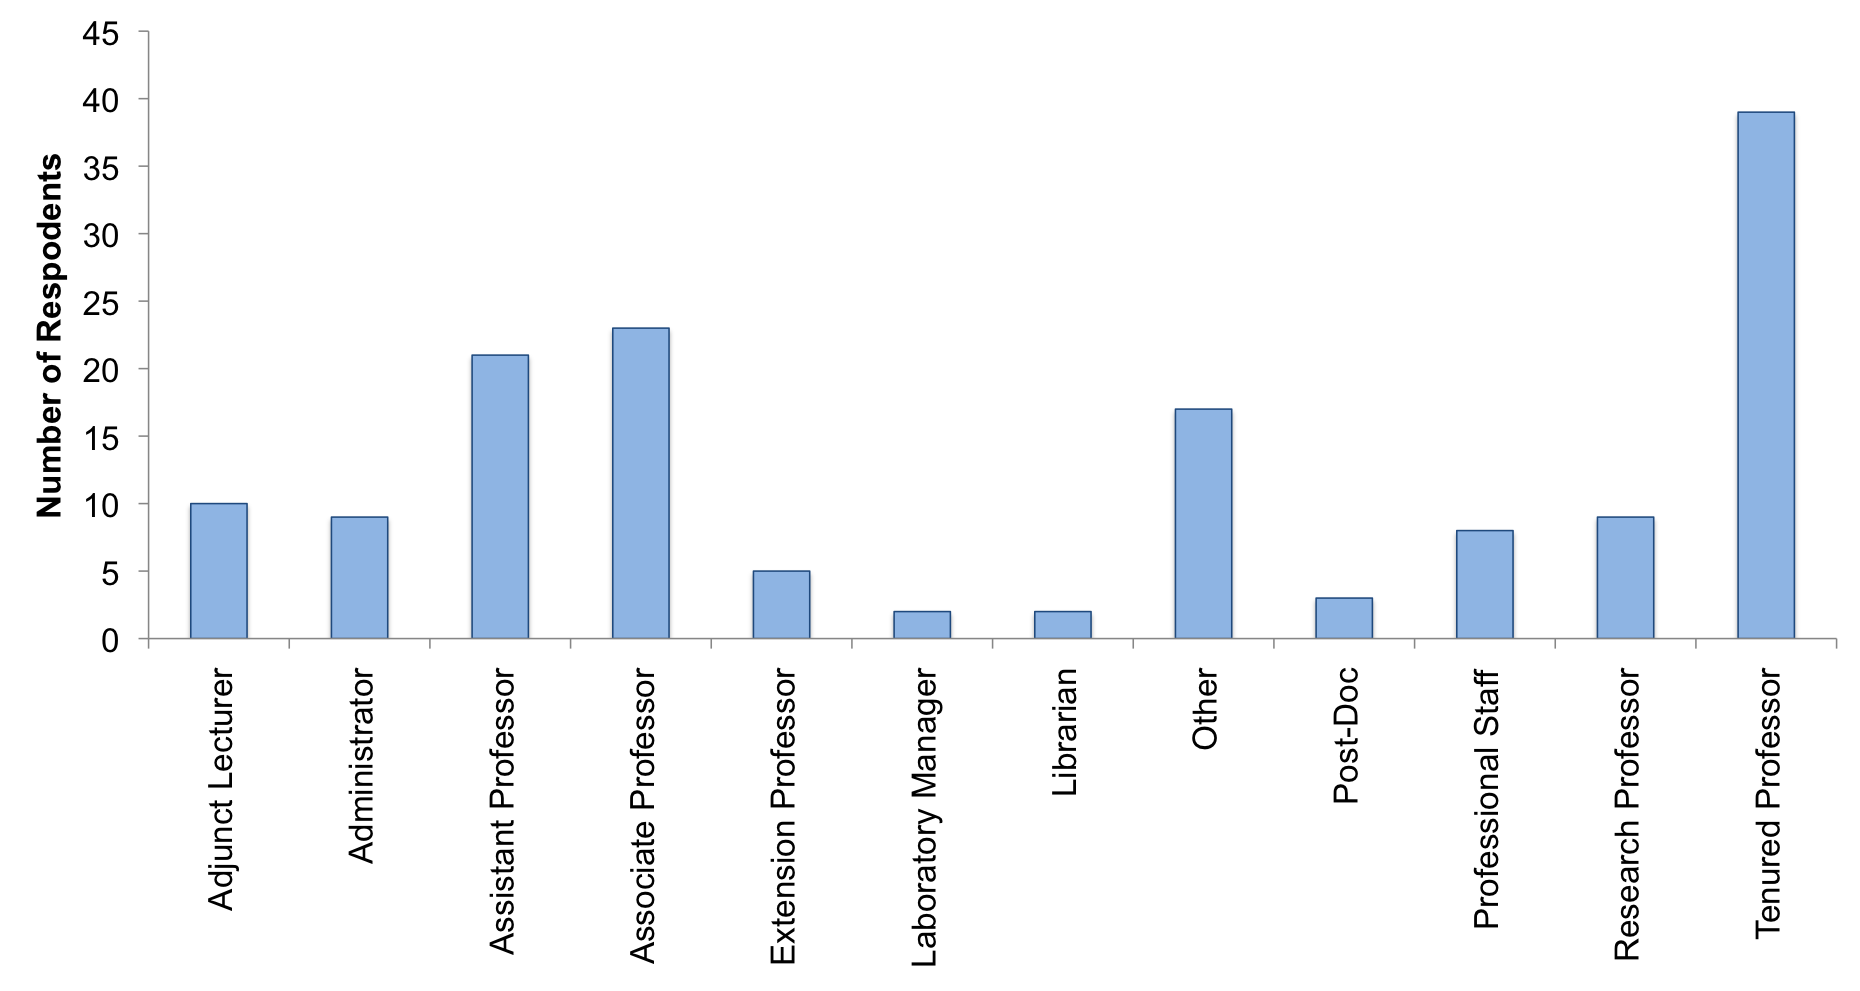 45
40
35
30
25
20
15
10
5
0
Number of Respodents
Adjunct Lecturer
Administrator
Assistant Professor
Associate Professor
Extension Professor
Laboratory Manager
Librarian
Other
Post-Doc
Professional Staff
Research Professor
Tenured Professor